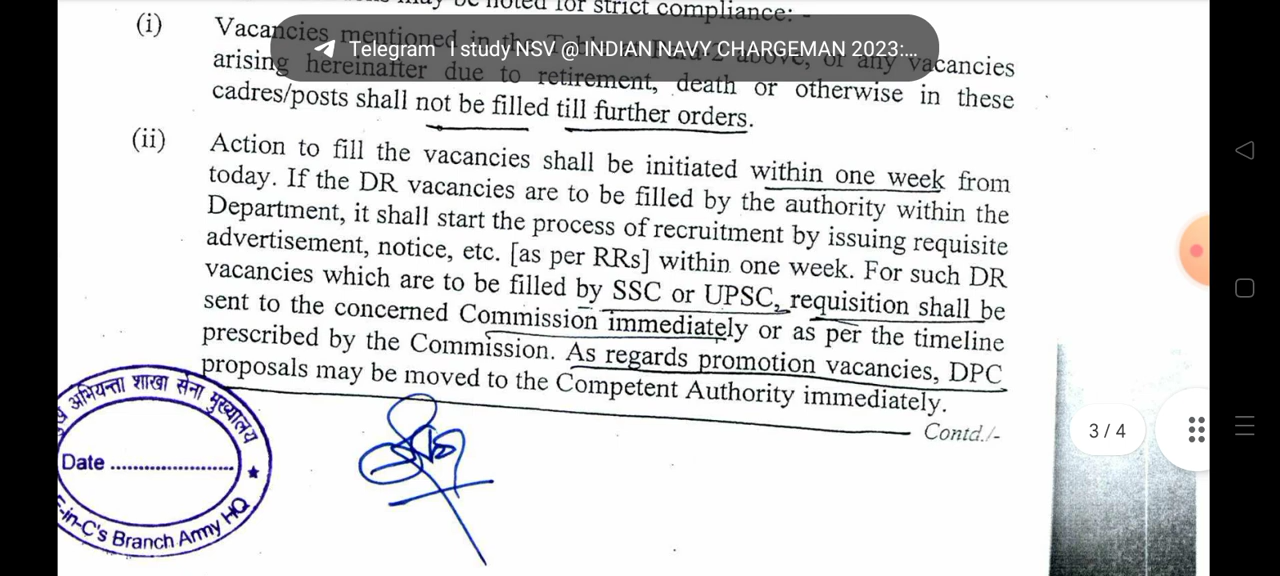 may be noted for strict compliance: -
(i) Vacancies mentioned in the Table in Para-2 above, or any vacancies
Telegram I study NSV @ INDIAN NAVY CHARGEMAN 2023:...
arising hereinafter due to retirement, death or otherwise in these
cadres/posts shall not be filled till further orders.
(ii) Action to fill the vacancies shall be initiated within one week from
today. If the DR vacancies are to be filled by the authority within the
Department, it shall start the process of recruitment by issuing requisite
advertisement, notice, etc. [as per RRs] within one week. For such DR
vacancies which are to be filled by SSC or UPSC, requisition shall be
sent to the concerned Commission immediately or as per the timeline
prescribed by the Commission. As regards promotion vacancies, DPC
proposals may be moved to the Competent Authority immediately.
Contd./-
3 / 4
अभियन्ता शाखा सेना मुख्यालय
Date
E-in-C's Branch Army HQ